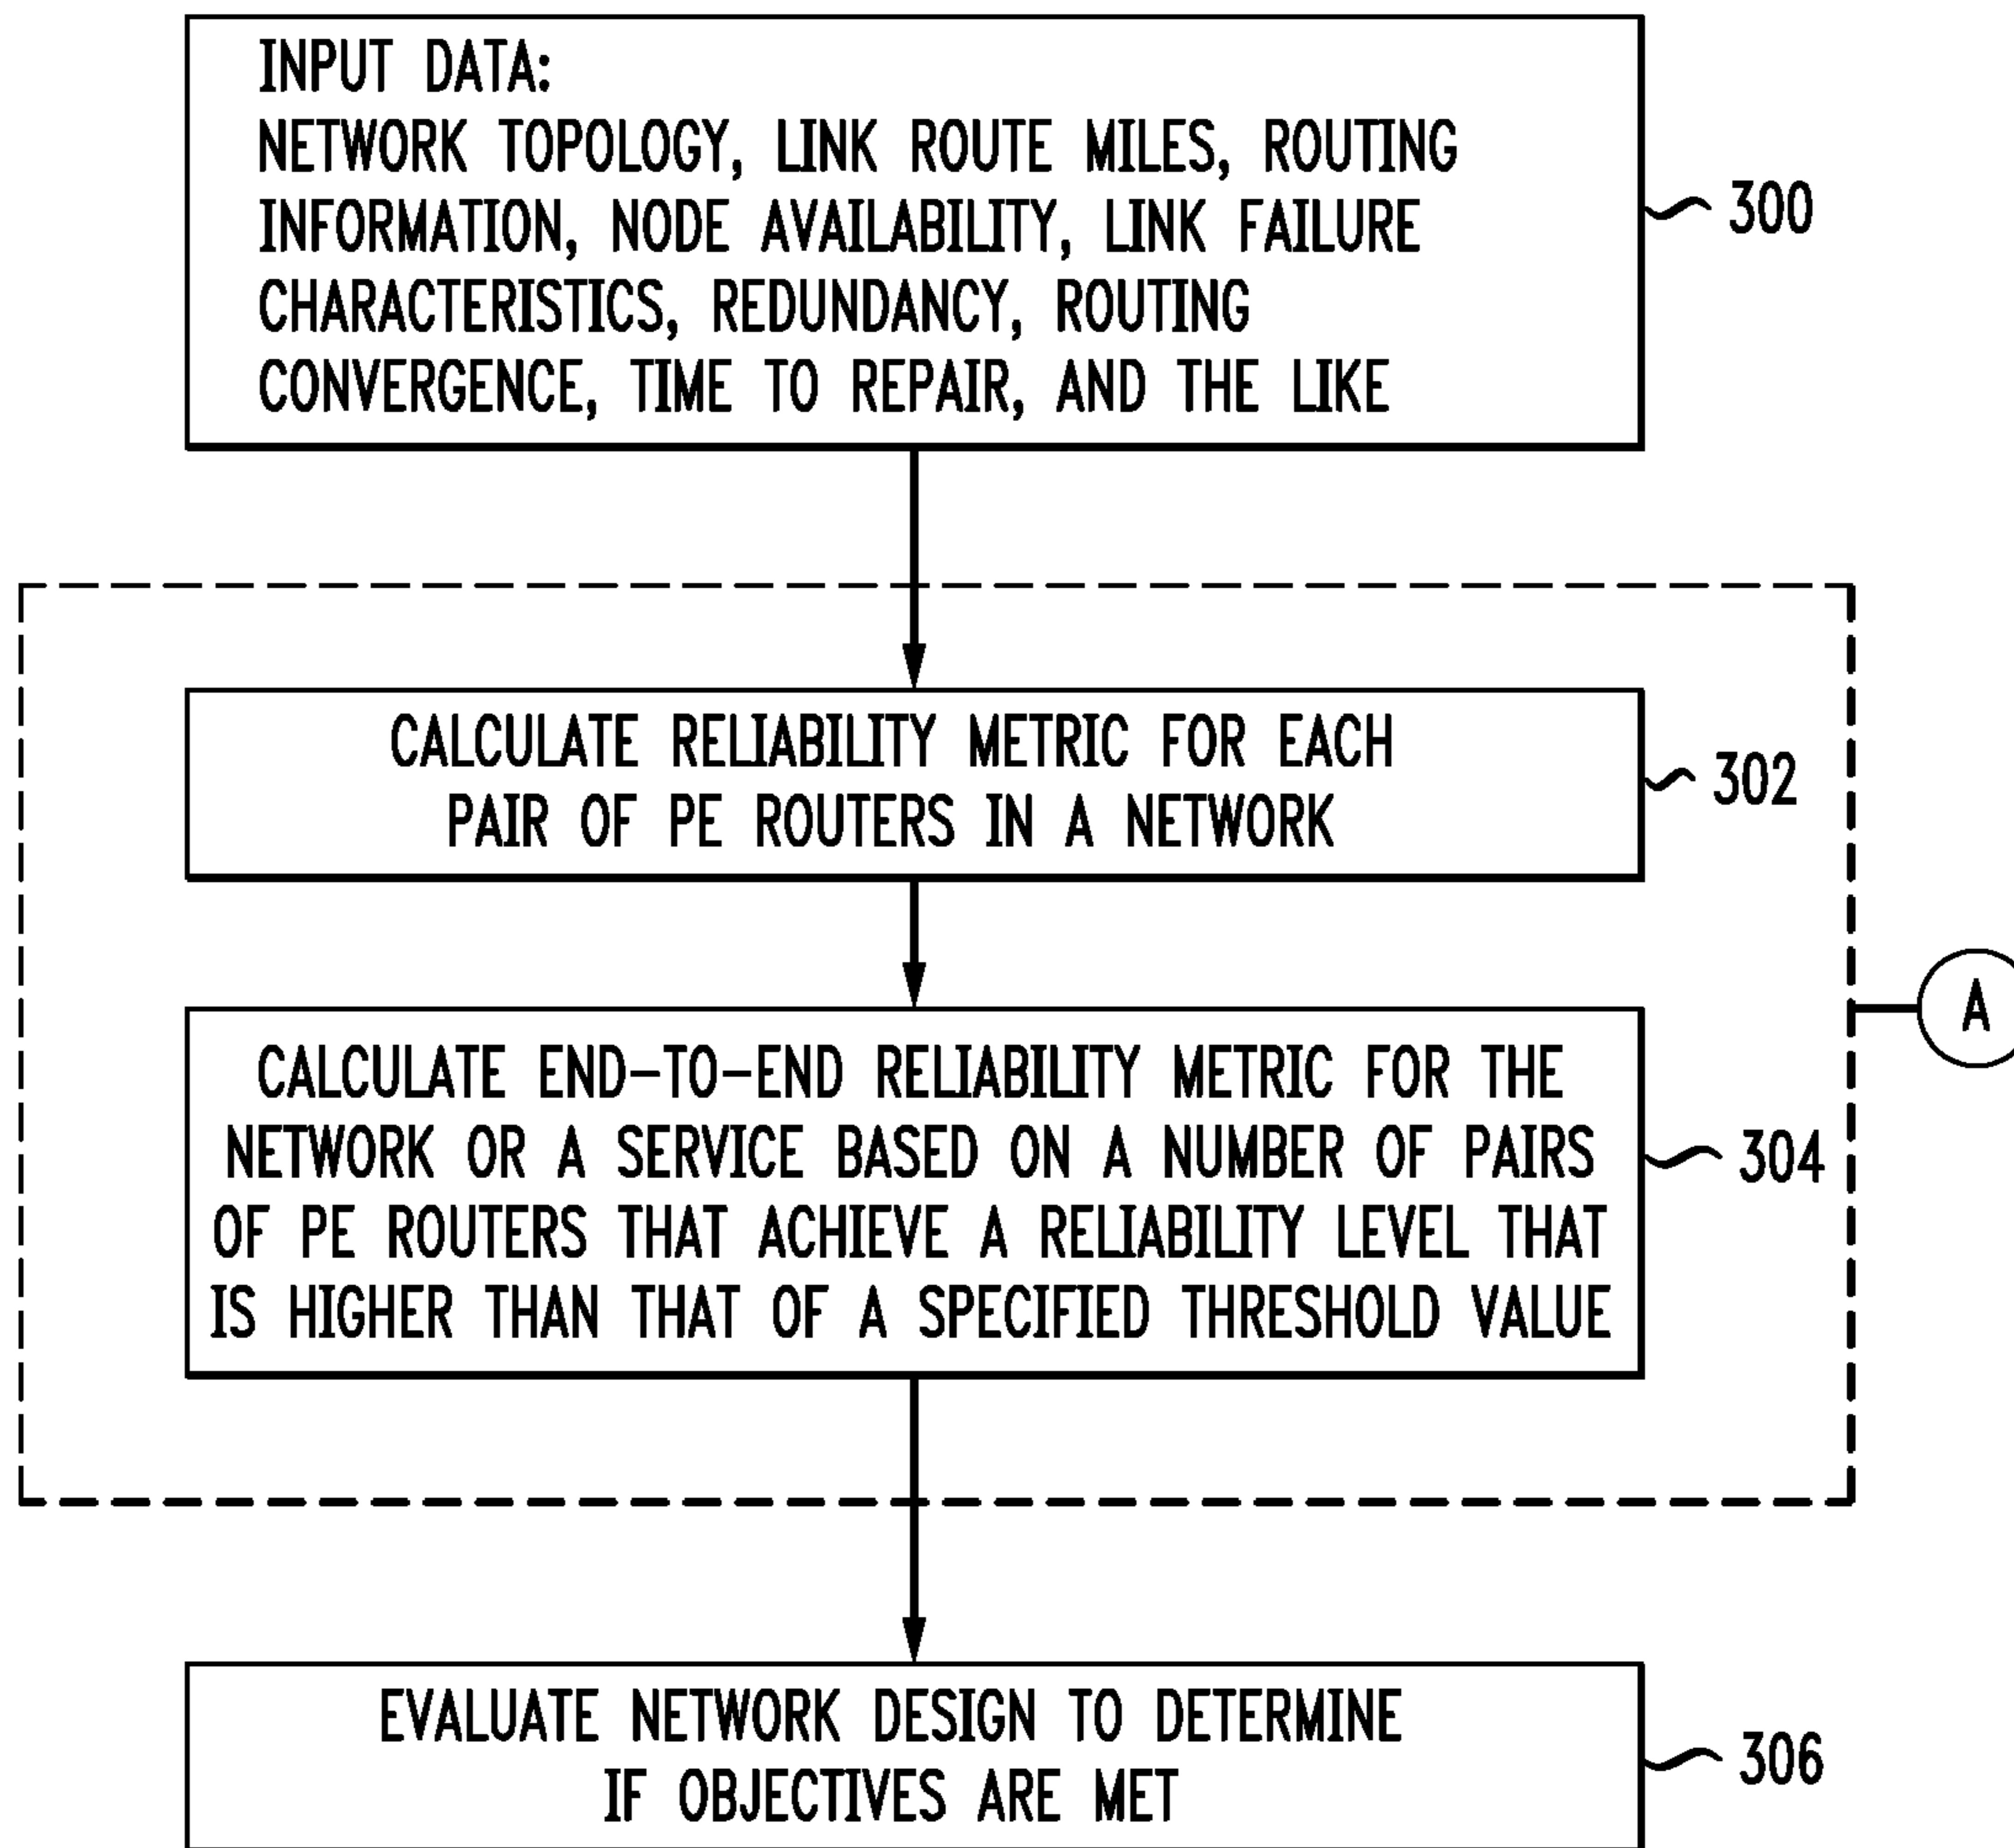 INPUT DATA:
NETWORK TOPOLOGY, LINK ROUTE MILES, ROUTING
INFORMATION, NODE AVAILABILITY, LINK FAILURE
CHARACTERISTICS, REDUNDANCY, ROUTING
CONVERGENCE, TIME TO REPAIR, AND THE LIKE
300
CALCULATE RELIABILITY METRIC FOR EACH
PAIR OF PE ROUTERS IN A NETWORK
302
CALCULATE END-TO-END RELIABILITY METRIC FOR THE
NETWORK OR A SERVICE BASED ON A NUMBER OF PAIRS
OF PE ROUTERS THAT ACHIEVE A RELIABILITY LEVEL THAT
IS HIGHER THAN THAT OF A SPECIFIED THRESHOLD VALUE
304
A
EVALUATE NETWORK DESIGN TO DETERMINE
IF OBJECTIVES ARE MET
306